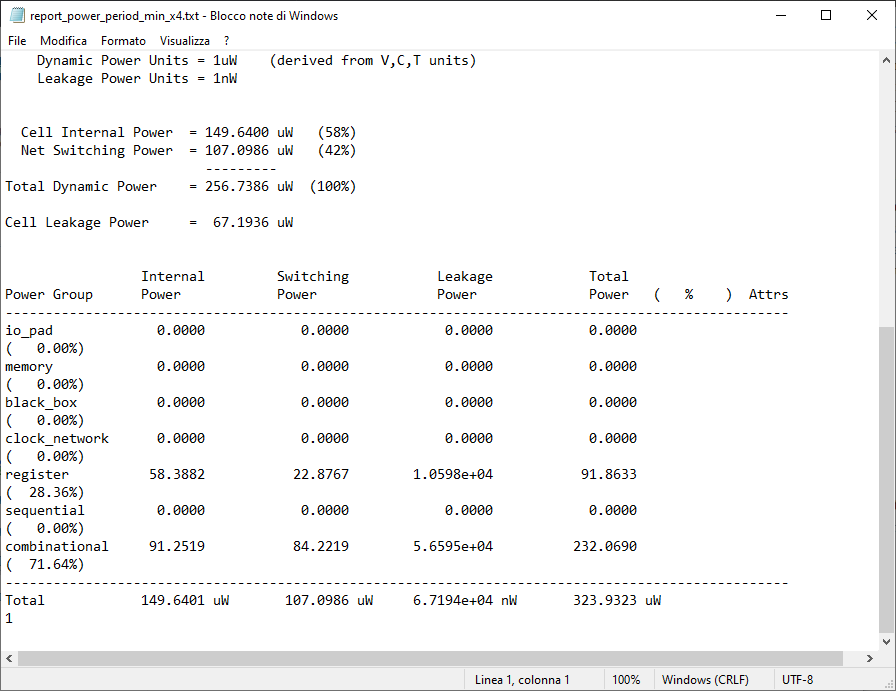 report_power_period_min_x4.txt - Blocco note di Windows
File Modifica Formato Visualizza ?
    Dynamic Power Units = 1uW    (derived from V,C,T units)
    Leakage Power Units = 1nW
  Cell Internal Power  = 149.6400 uW   (58%)
  Net Switching Power  = 107.0986 uW   (42%)
                         ---------
Total Dynamic Power    = 256.7386 uW  (100%)
Cell Leakage Power     =  67.1936 uW
                 Internal         Switching           Leakage            Total
Power Group      Power            Power               Power              Power   (   %    )  Attrs
--------------------------------------------------------------------------------------------------
io_pad             0.0000            0.0000            0.0000            0.0000
(   0.00%)
memory             0.0000            0.0000            0.0000            0.0000
(   0.00%)
black_box          0.0000            0.0000            0.0000            0.0000
(   0.00%)
clock_network      0.0000            0.0000            0.0000            0.0000
(   0.00%)
register          58.3882           22.8767        1.0598e+04           91.8633
(  28.36%)
sequential         0.0000            0.0000            0.0000            0.0000
(   0.00%)
combinational     91.2519           84.2219        5.6595e+04          232.0690
(  71.64%)
--------------------------------------------------------------------------------------------------
Total            149.6401 uW       107.0986 uW     6.7194e+04 nW       323.9323 uW
1
Linea 1, colonna 1 100% Windows (CRLF) UTF-8